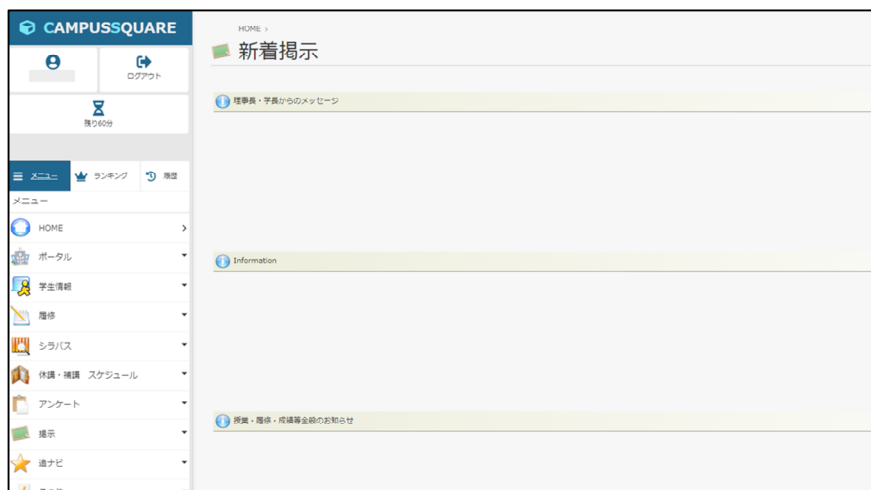 CAMPUSSQUARE
ログアウト
残り60分
メニュー
ランキング
履歴
メニュー
HOME
ポータル
学生情報
履修
シラバス
休講・補講 スケジュール
アンケート
掲示
道ナビ
HOME >
新着掲示
理事長・学長からのメッセージ
Information
授業・履修・成績等全般のお知らせ